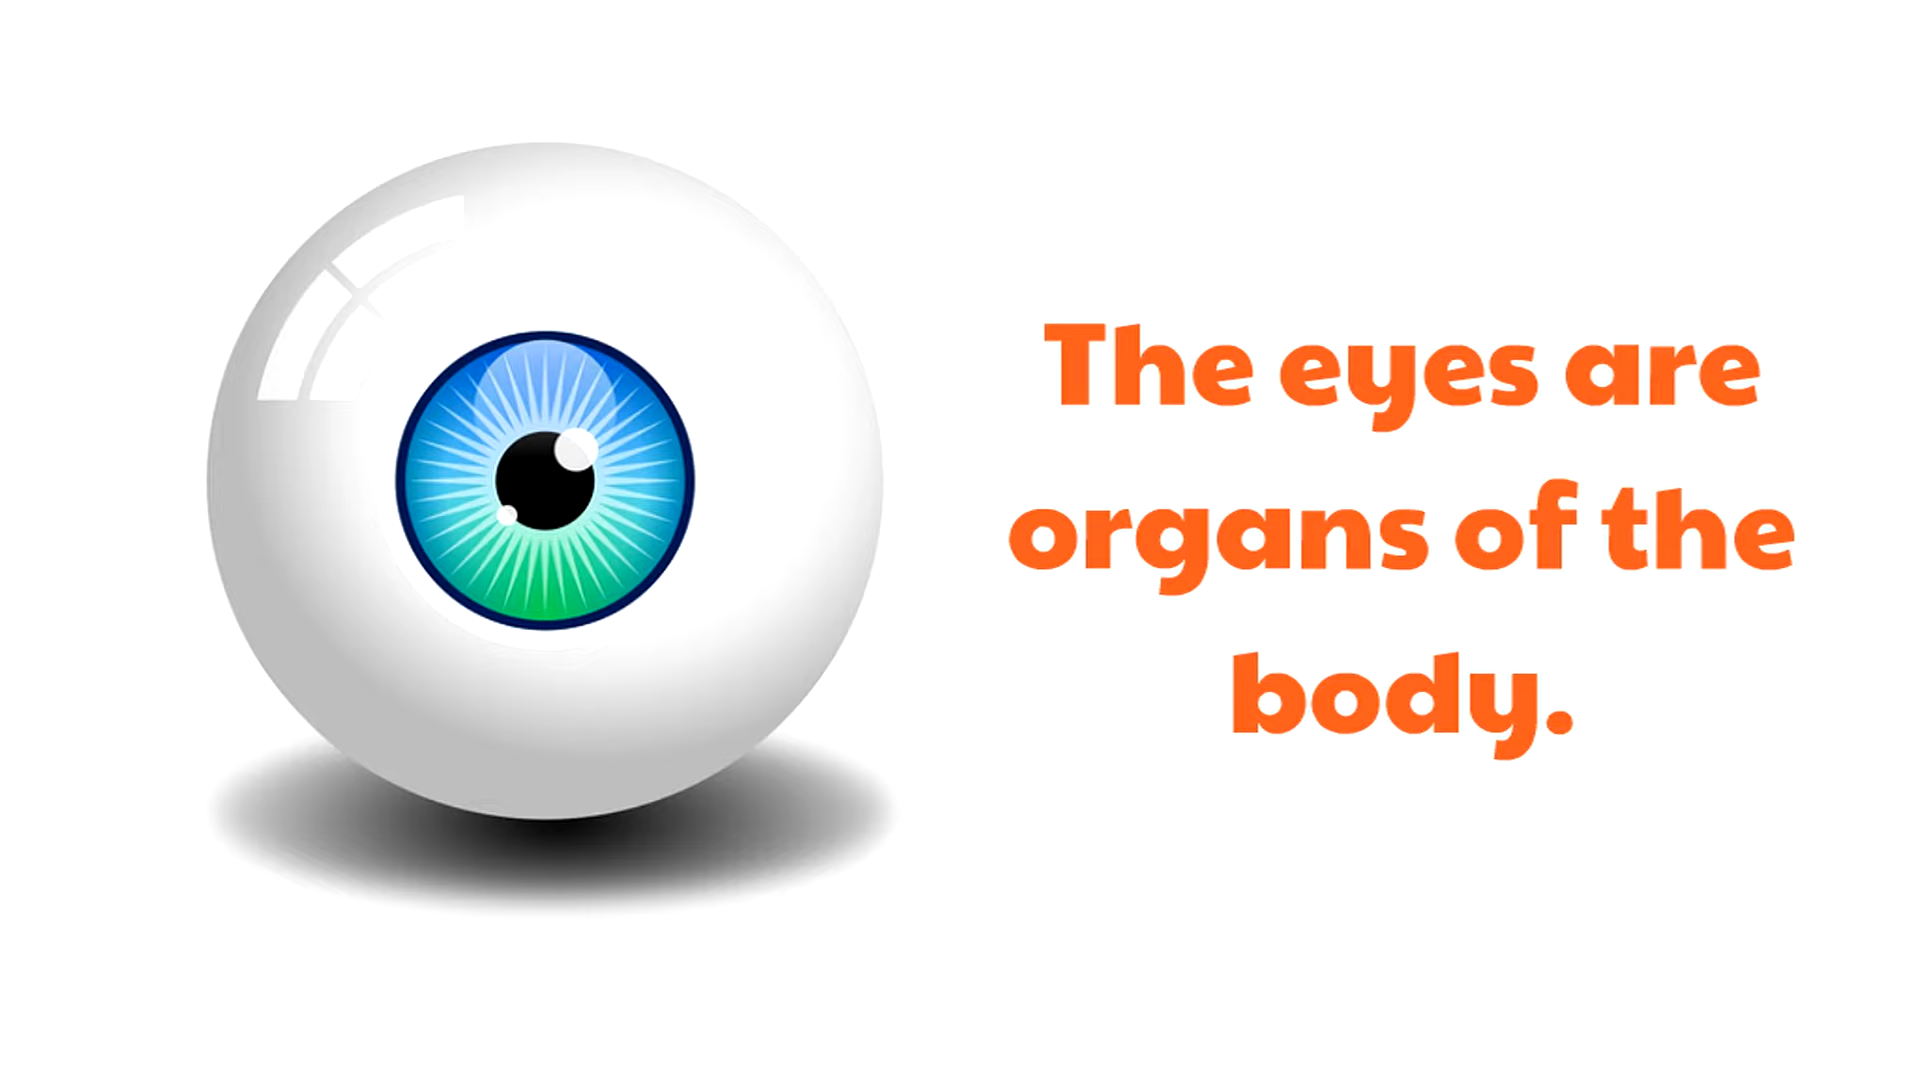 The eyes are
organs of the
body.